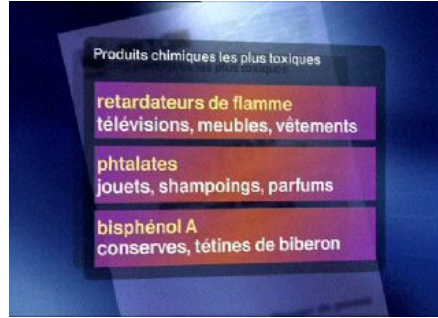 Produits chimiques les plus toxiques
retardateurs de flamme
télévisions, meubles, vêtements
phtalates
jouets, shampoings, parfums
bisphénol A
conserves, tétines de biberon